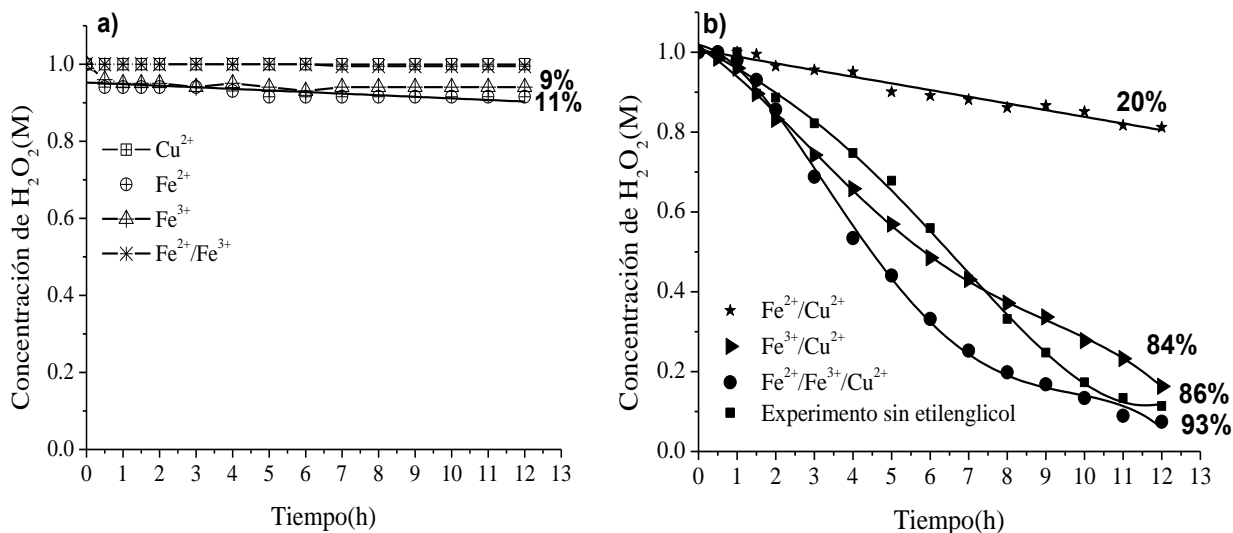 a)
Concentración de H₂O₂(M)
1.0
0.8
0.6
0.4
0.2
0.0
9%
11%
Cu²⁺
Fe²⁺
Fe³⁺
Fe²⁺/Fe³⁺
0 1 2 3 4 5 6 7 8 9 10 11 12 13
Tiempo(h)
b)
Concentración de H₂O₂(M)
1.0
0.8
0.6
0.4
0.2
0.0
20%
84%
86%
93%
Fe²⁺/Cu²⁺
Fe³⁺/Cu²⁺
Fe²⁺/Fe³⁺/Cu²⁺
Experimento sin etilenglicol
0 1 2 3 4 5 6 7 8 9 10 11 12 13
Tiempo(h)